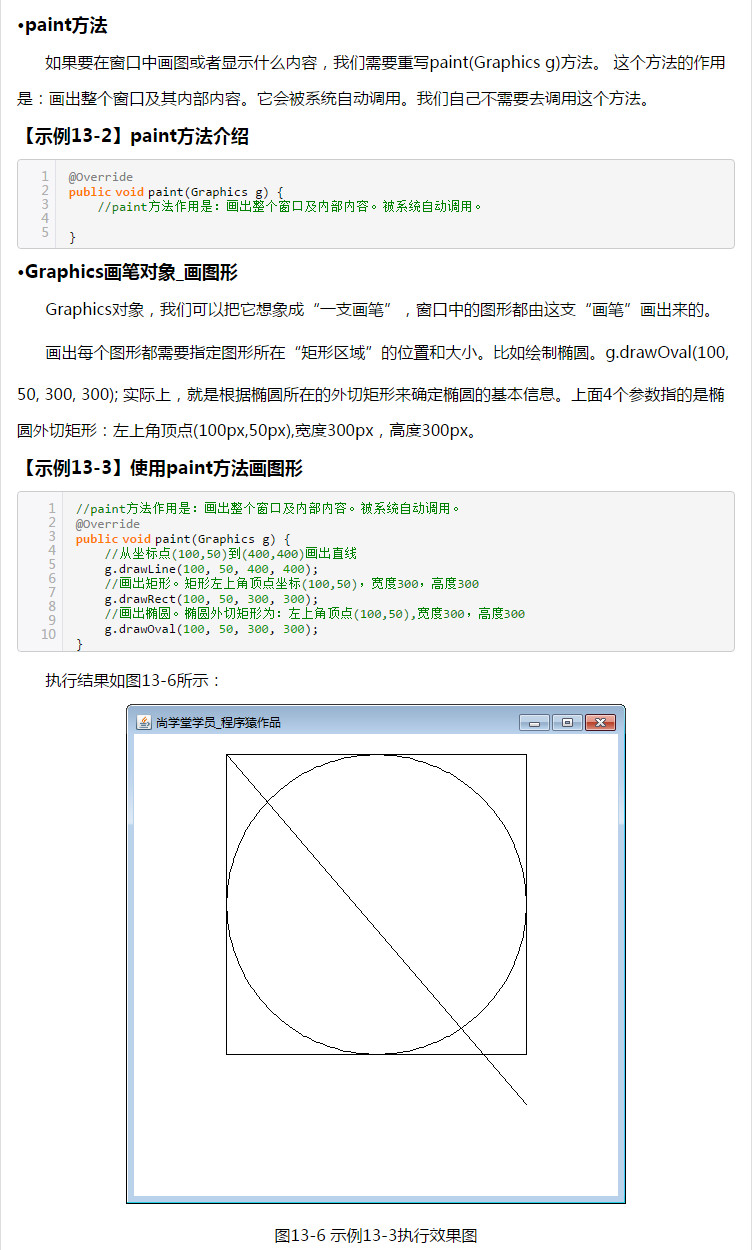 •paint方法
如果要在窗口中画图或者显示什么内容，我们需要重写paint(Graphics g)方法。 这个方法的作用
是：画出整个窗口及其内部内容。它会被系统自动调用。我们自己不需要去调用这个方法。
【示例13-2】paint方法介绍
1 @Override
2 public void paint(Graphics g) {
3 //paint方法作用是：画出整个窗口及内部内容。被系统自动调用。
4
5 }
•Graphics画笔对象_画图形
Graphics对象，我们可以把它想象成“一支画笔”，窗口中的图形都由这支“画笔”画出来的。
画出每个图形都需要指定图形所在“矩形区域”的位置和大小。比如绘制椭圆。g.drawOval(100,
50, 300, 300); 实际上，就是根据椭圆所在的外切矩形来确定椭圆的基本信息。上面4个参数指的是椭
圆外切矩形：左上角顶点(100px,50px),宽度300px，高度300px。
【示例13-3】使用paint方法画图形
1 //paint方法作用是：画出整个窗口及内部内容。被系统自动调用。
2 @Override
3 public void paint(Graphics g) {
4 //从坐标点(100,50)到(400,400)画出直线
5 g.drawLine(100, 50, 400, 400);
6 //画出矩形。矩形左上角顶点坐标(100,50)，宽度300，高度300
7 g.drawRect(100, 50, 300, 300);
8 //画出椭圆。椭圆外切矩形为：左上角顶点(100,50),宽度300，高度300
9 g.drawOval(100, 50, 300, 300);
10 }
执行结果如图13-6所示：
尚学堂学员_程序猿作品
图13-6 示例13-3执行效果图